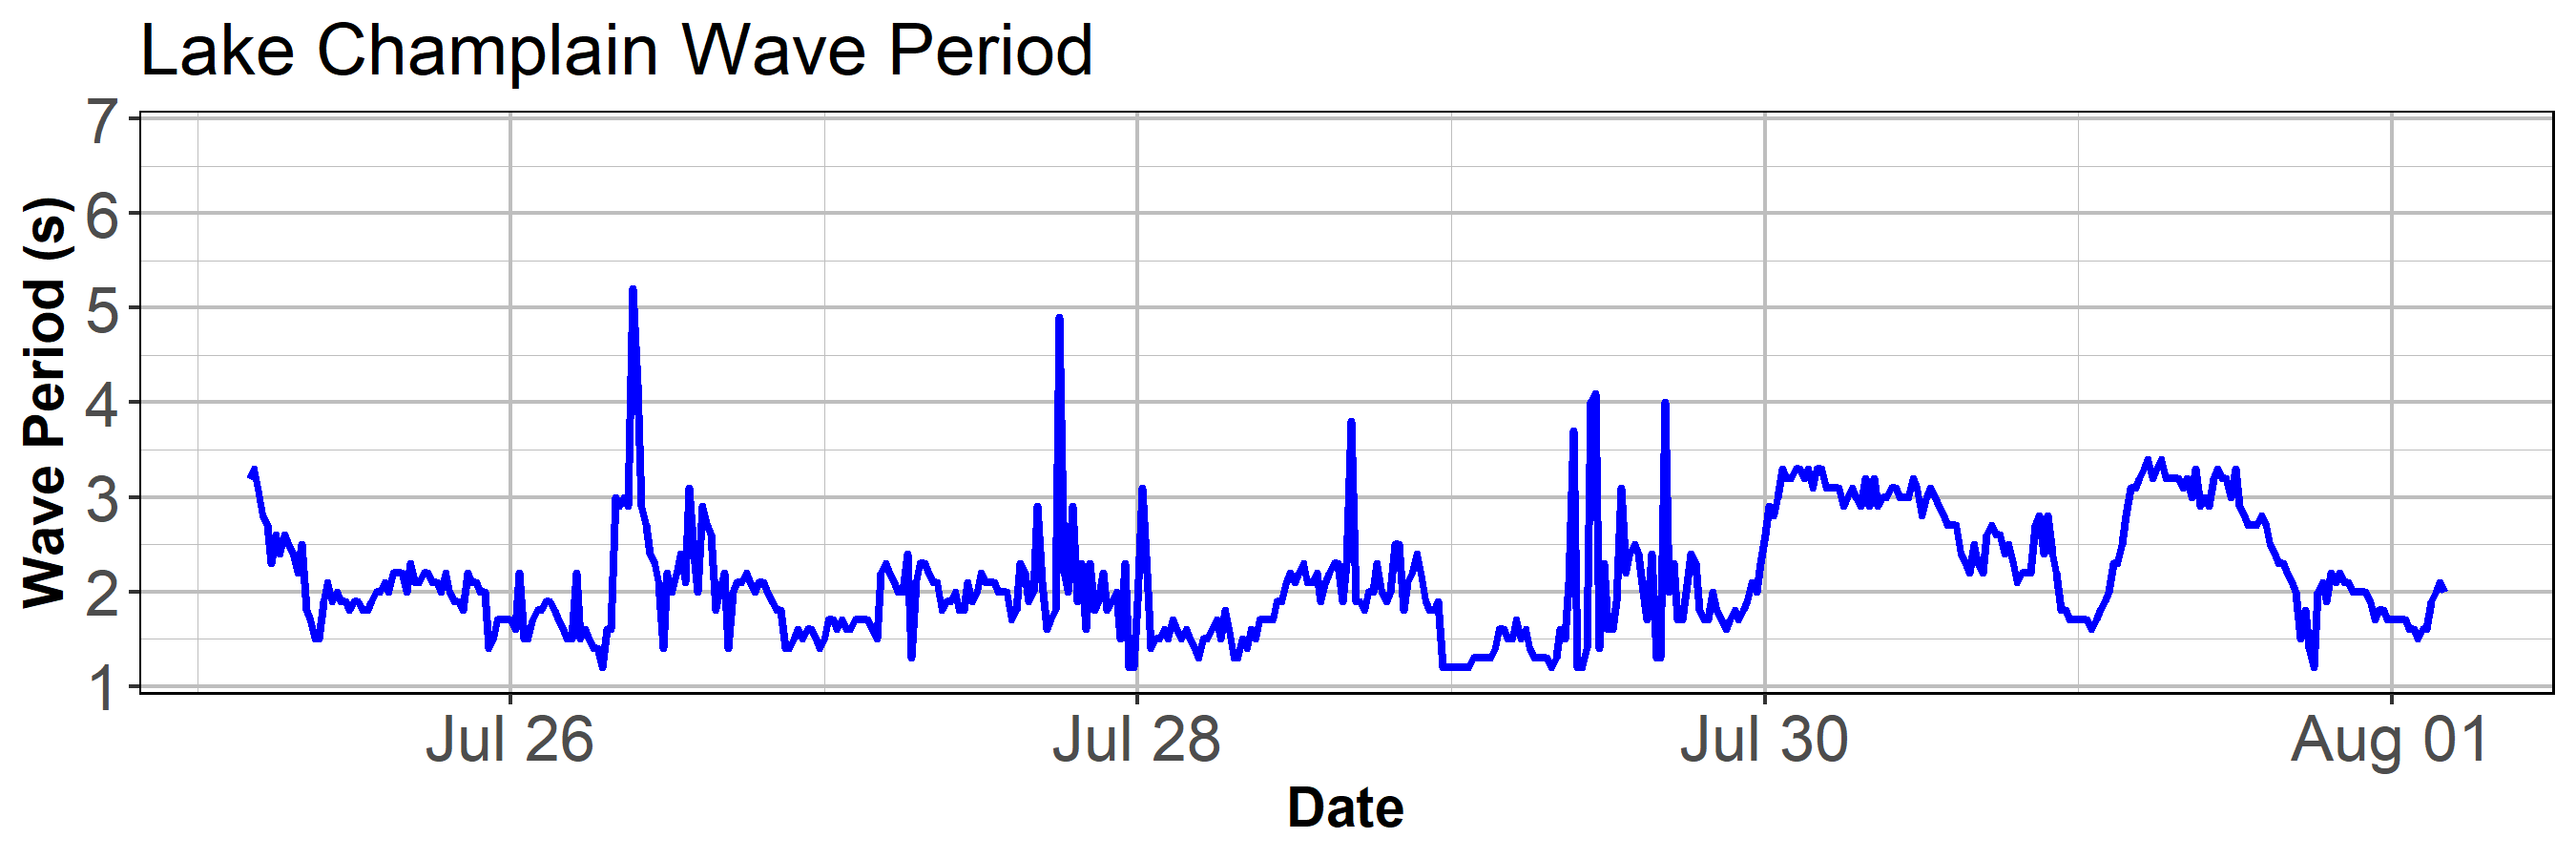 Lake Champlain Wave Period
Wave Period (s)
7
6
5
4
3
2
1
Jul 26
Jul 28
Jul 30
Aug 01
Date